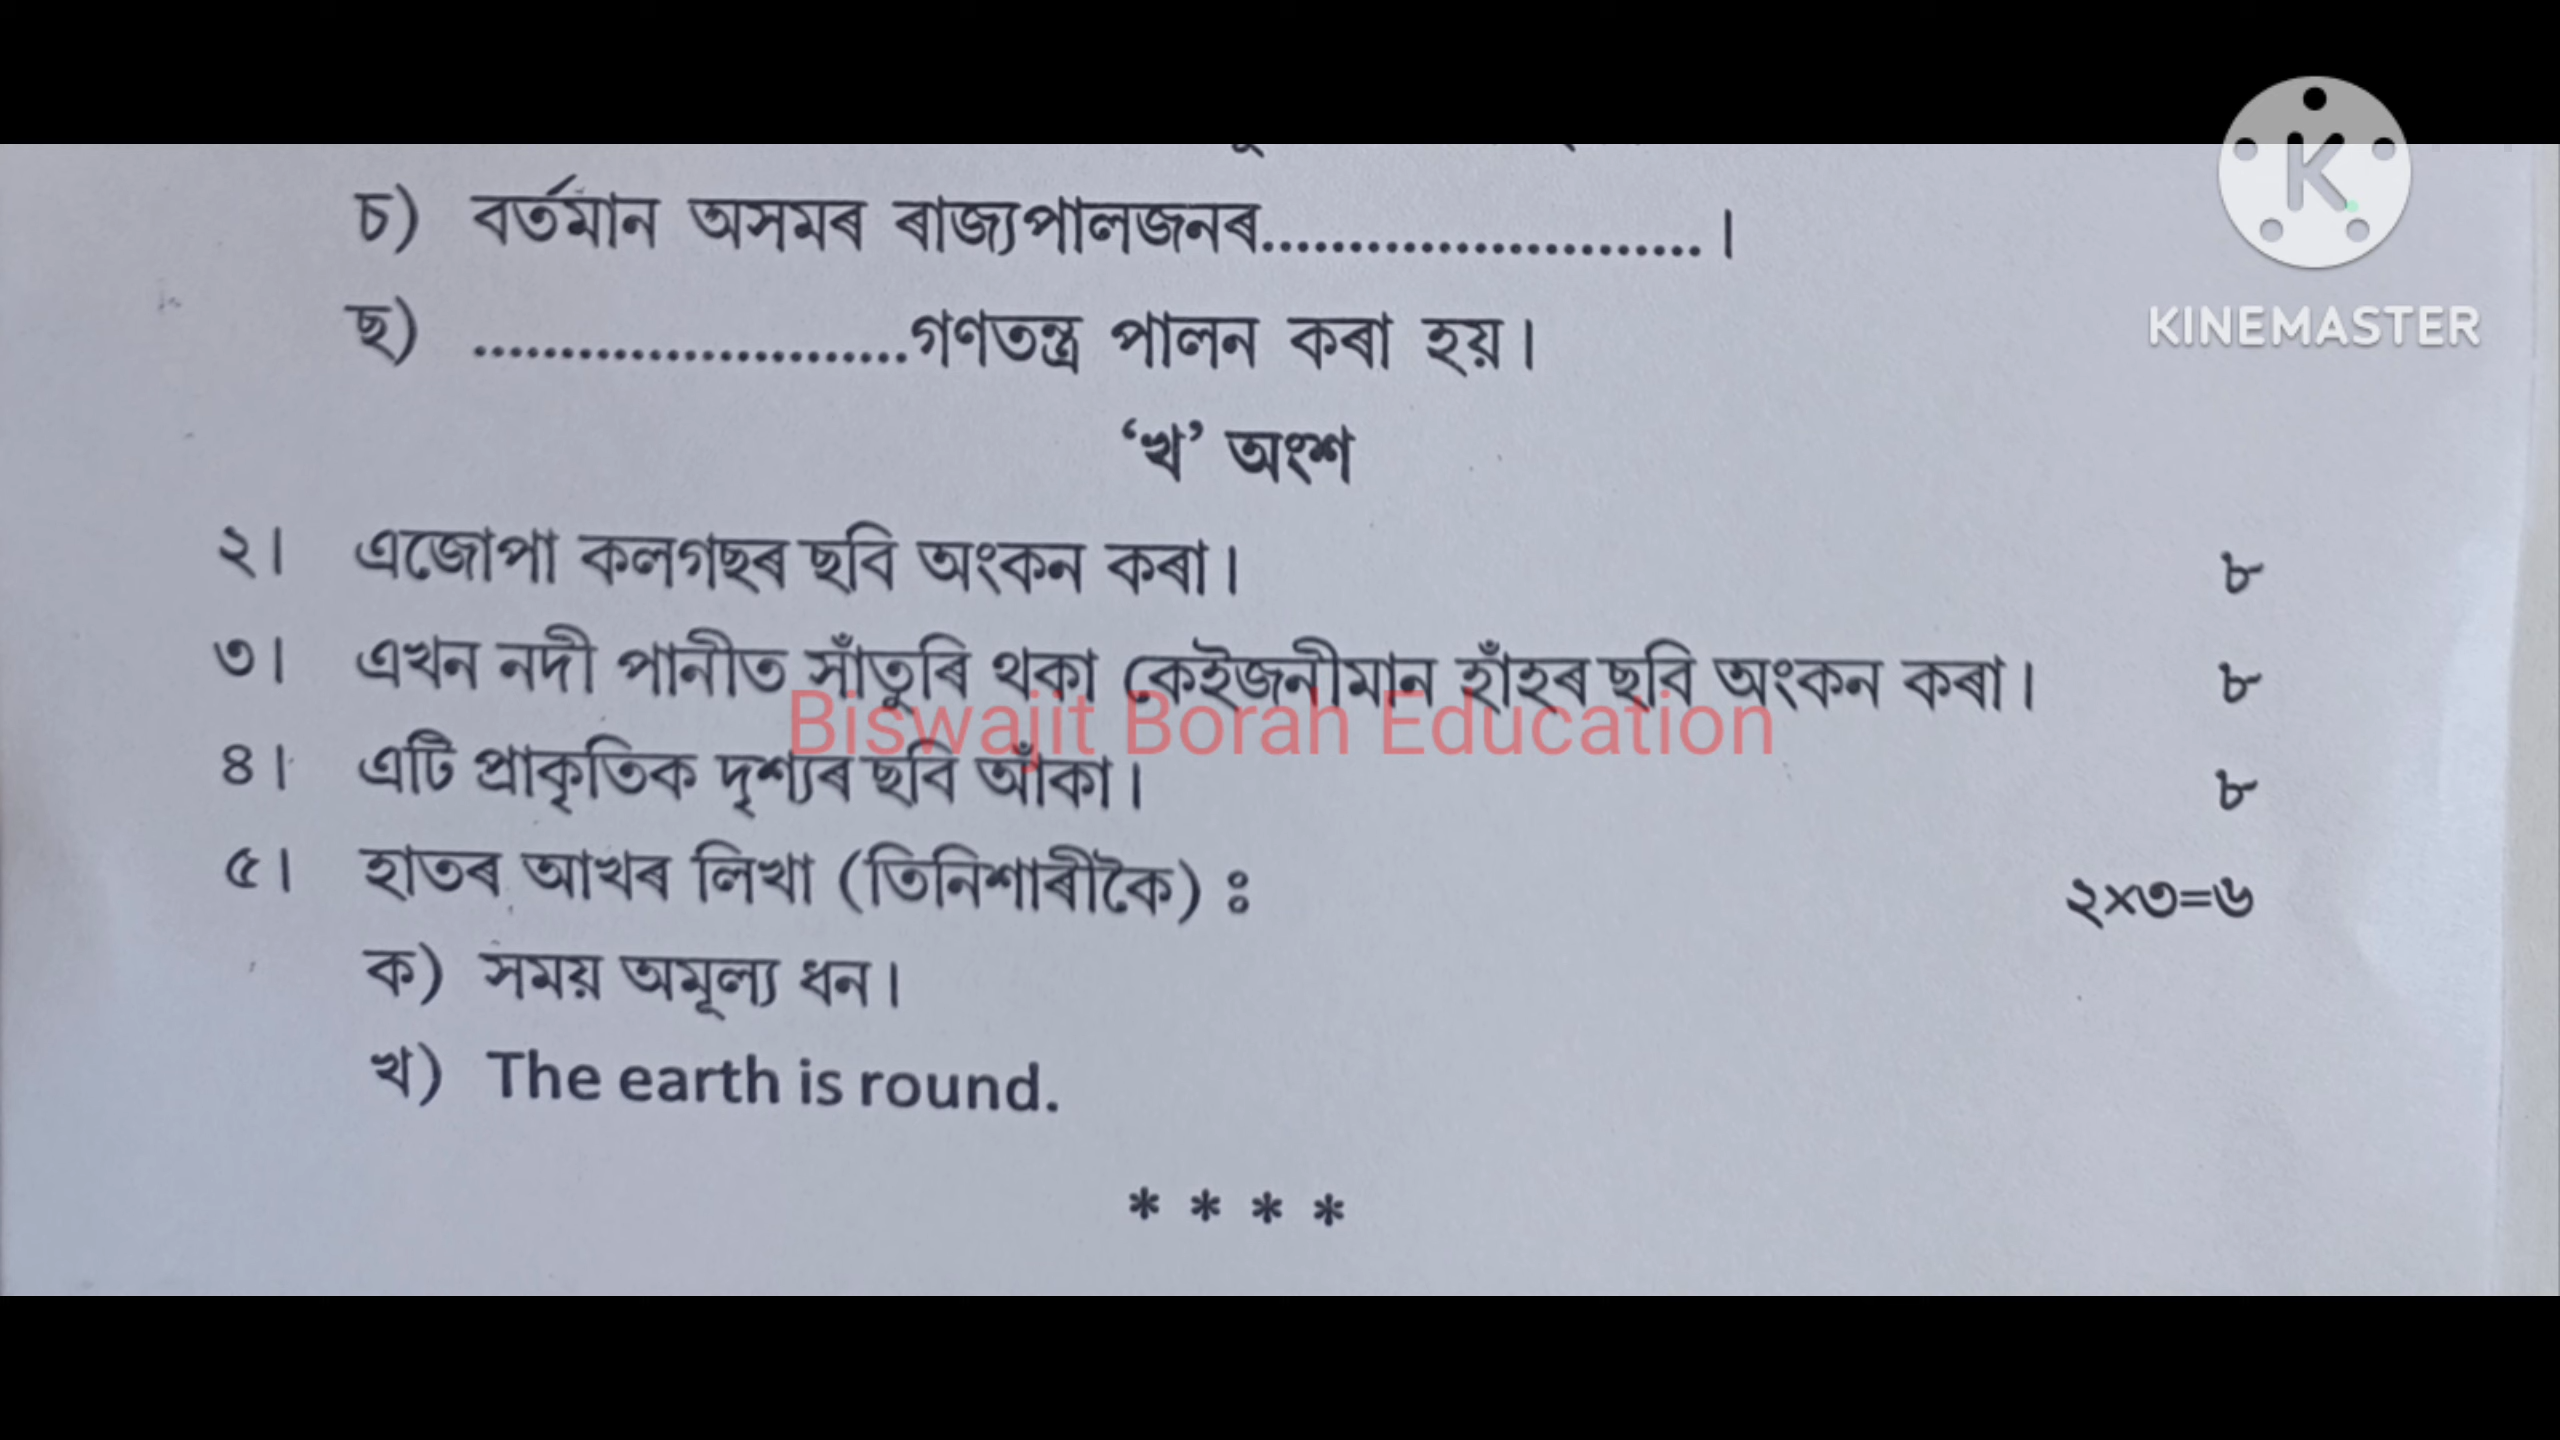 চ) বৰ্তমান অসমৰ ৰাজ্যপালজনৰ.............................।
ছ) .............................গণতন্ত্ৰ পালন কৰা হয়।
KINEMASTER
‘খ’ অংশ
২। এজোপা কলগছৰ ছবি অংকন কৰা। ৮
৩। এখন নদী পানীত সাঁতুৰি থকা কেইজনীমান হাঁহৰ ছবি অংকন কৰা। ৮
Biswajit Borah Education
৪। এটি প্ৰাকৃতিক দৃশ্যৰ ছবি আঁকা। ৮
৫। হাতৰ আখৰ লিখা (তিনিশাৰীকৈ) ঃ ২×৩=৬
ক) সময় অমূল্য ধন।
খ) The earth is round.
* * * *